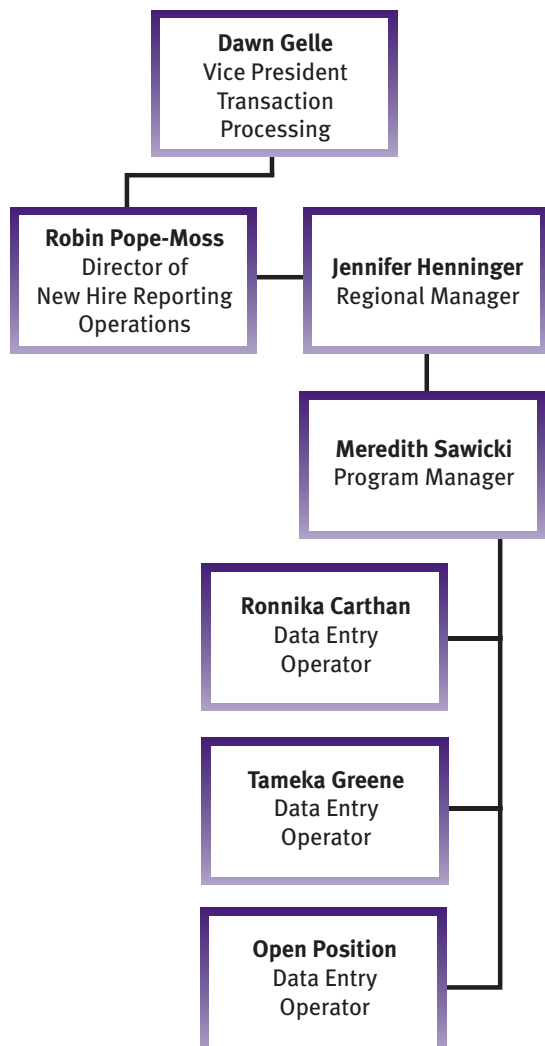 Dawn Gelle
Vice President
Transaction
Processing
Robin Pope-Moss
Director of
New Hire Reporting
Operations
Jennifer Henninger
Regional Manager
Meredith Sawicki
Program Manager
Ronnika Carthan
Data Entry
Operator
Tameka Greene
Data Entry
Operator
Open Position
Data Entry
Operator